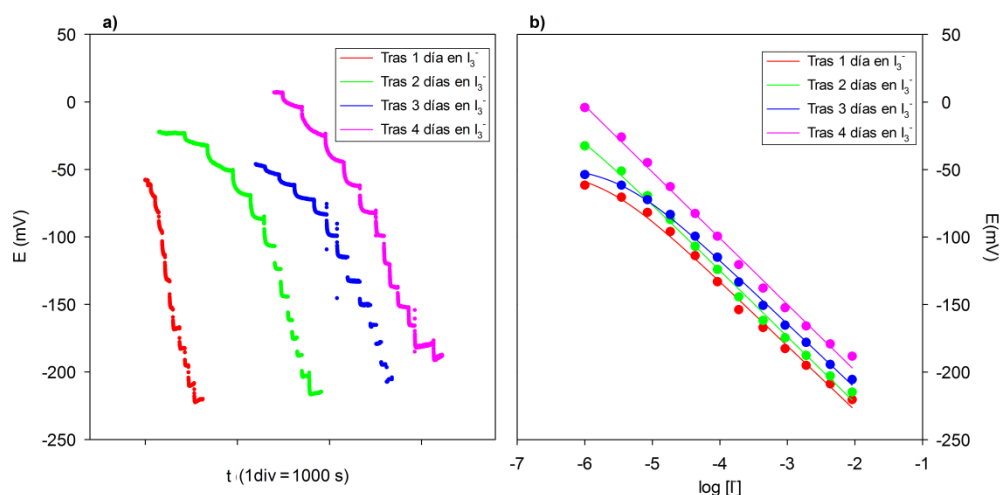 a)
50
0
-50
-100
-150
-200
-250
E (mV)
Tras 1 día en I₃⁻
Tras 2 días en I₃⁻
Tras 3 días en I₃⁻
Tras 4 días en I₃⁻
t (1div = 1000 s)
b)
Tras 1 día en I₃⁻
Tras 2 días en I₃⁻
Tras 3 días en I₃⁻
Tras 4 días en I₃⁻
50
0
-50
-100
-150
-200
-250
E(mV)
-7 -6 -5 -4 -3 -2 -1
log [I⁻]